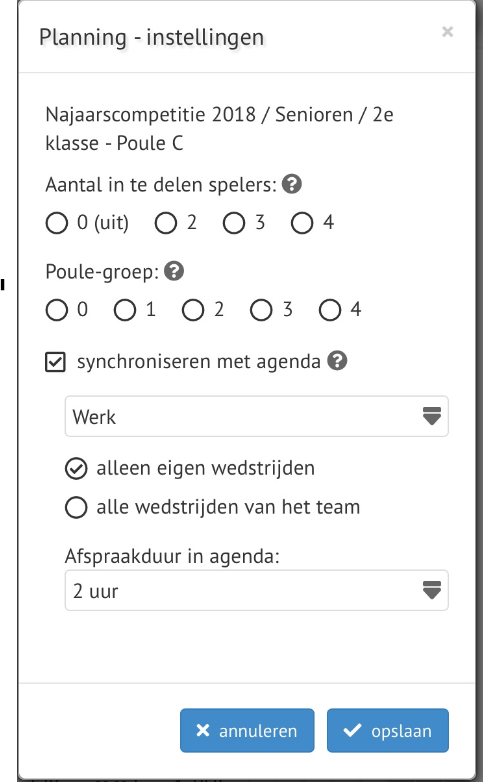 Planning - instellingen
Najaarscompetitie 2018 / Senioren / 2e
klasse - Poule C
Aantal in te delen spelers:
0 (uit) 2 3 4
Poule-groep:
0 1 2 3 4
synchroniseren met agenda
Werk
alleen eigen wedstrijden
alle wedstrijden van het team
Afspraakduur in agenda:
2 uur
annuleren opslaan